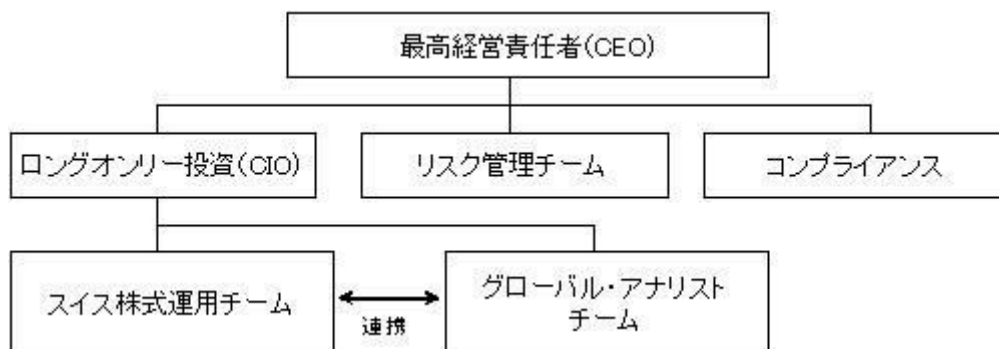 最高経営責任者(CEO)
ロングオンリー投資(CIO)
リスク管理チーム
コンプライアンス
スイス株式運用チーム
連携
グローバル・アナリスト
チーム